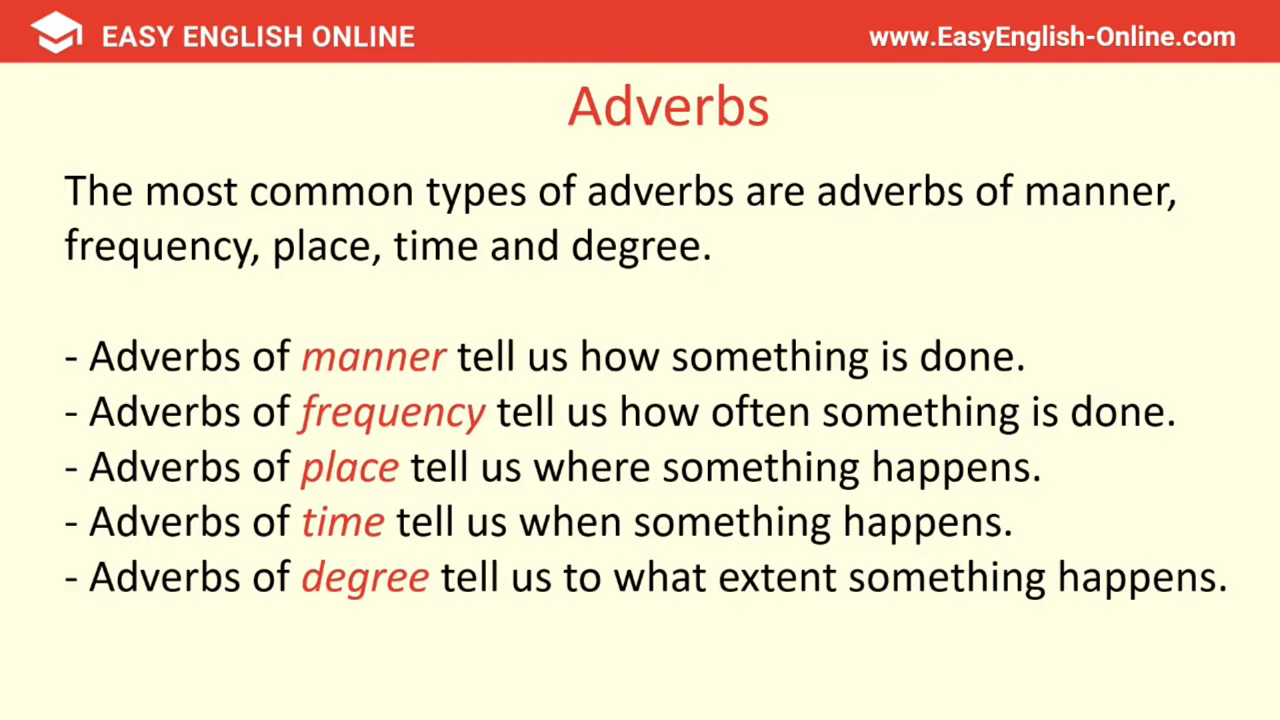 EASY ENGLISH ONLINE
www.EasyEnglish-Online.com
Adverbs
The most common types of adverbs are adverbs of manner,
frequency, place, time and degree.
- Adverbs of manner tell us how something is done.
- Adverbs of frequency tell us how often something is done.
- Adverbs of place tell us where something happens.
- Adverbs of time tell us when something happens.
- Adverbs of degree tell us to what extent something happens.